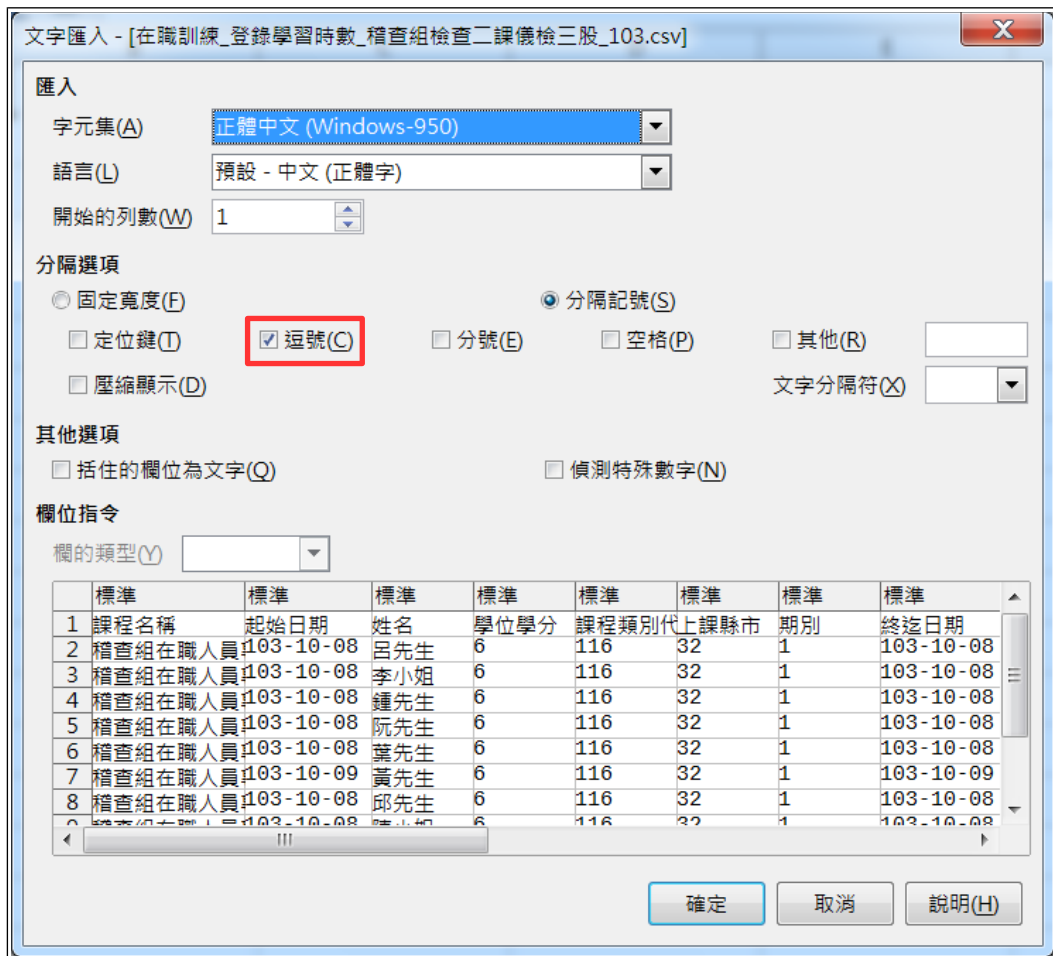 文字匯入 - [在職訓練_登錄學習時數_稽查組檢查二課儀檢三股_103.csv]
匯入
字元集(A) 正體中文 (Windows-950)
語言(L) 預設 - 中文 (正體字)
開始的列數(W) 1
分隔選項
固定寬度(F) 分隔記號(S)
定位鍵(T) 逗號(C) 分號(E) 空格(P) 其他(R)
壓縮顯示(D) 文字分隔符(X)
其他選項
括住的欄位為文字(Q) 偵測特殊數字(N)
欄位指令
欄的類型(Y)
標準 標準 標準 標準 標準 標準 標準 標準
1 課程名稱 起始日期 姓名 學位學分 課程類別代 上課縣市 期別 終迄日期
2 稽查組在職人員 103-10-08 呂先生 6 116 32 1 103-10-08
3 稽查組在職人員 103-10-08 李小姐 6 116 32 1 103-10-08
4 稽查組在職人員 103-10-08 鍾先生 6 116 32 1 103-10-08
5 稽查組在職人員 103-10-08 阮先生 6 116 32 1 103-10-08
6 稽查組在職人員 103-10-08 葉先生 6 116 32 1 103-10-08
7 稽查組在職人員 103-10-09 黃先生 6 116 32 1 103-10-09
8 稽查組在職人員 103-10-08 邱先生 6 116 32 1 103-10-08
103-10-08 6 116 32 1 103-10-08
確定 取消 說明(H)